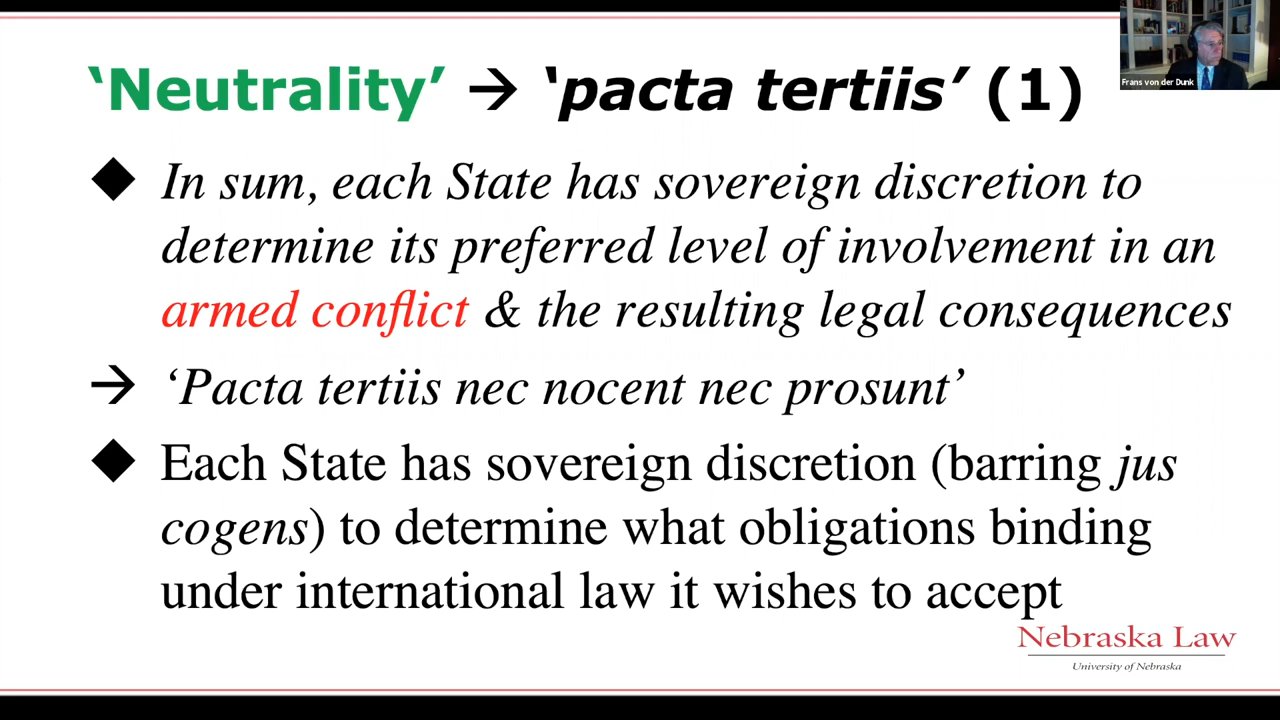 ‘Neutrality’ → ‘pacta tertiis’ (1)
Frans von der Dunk
◆ In sum, each State has sovereign discretion to
determine its preferred level of involvement in an
armed conflict & the resulting legal consequences
→ ‘Pacta tertiis nec nocent nec prosunt’
◆ Each State has sovereign discretion (barring jus
cogens) to determine what obligations binding
under international law it wishes to accept
Nebraska Law
University of Nebraska